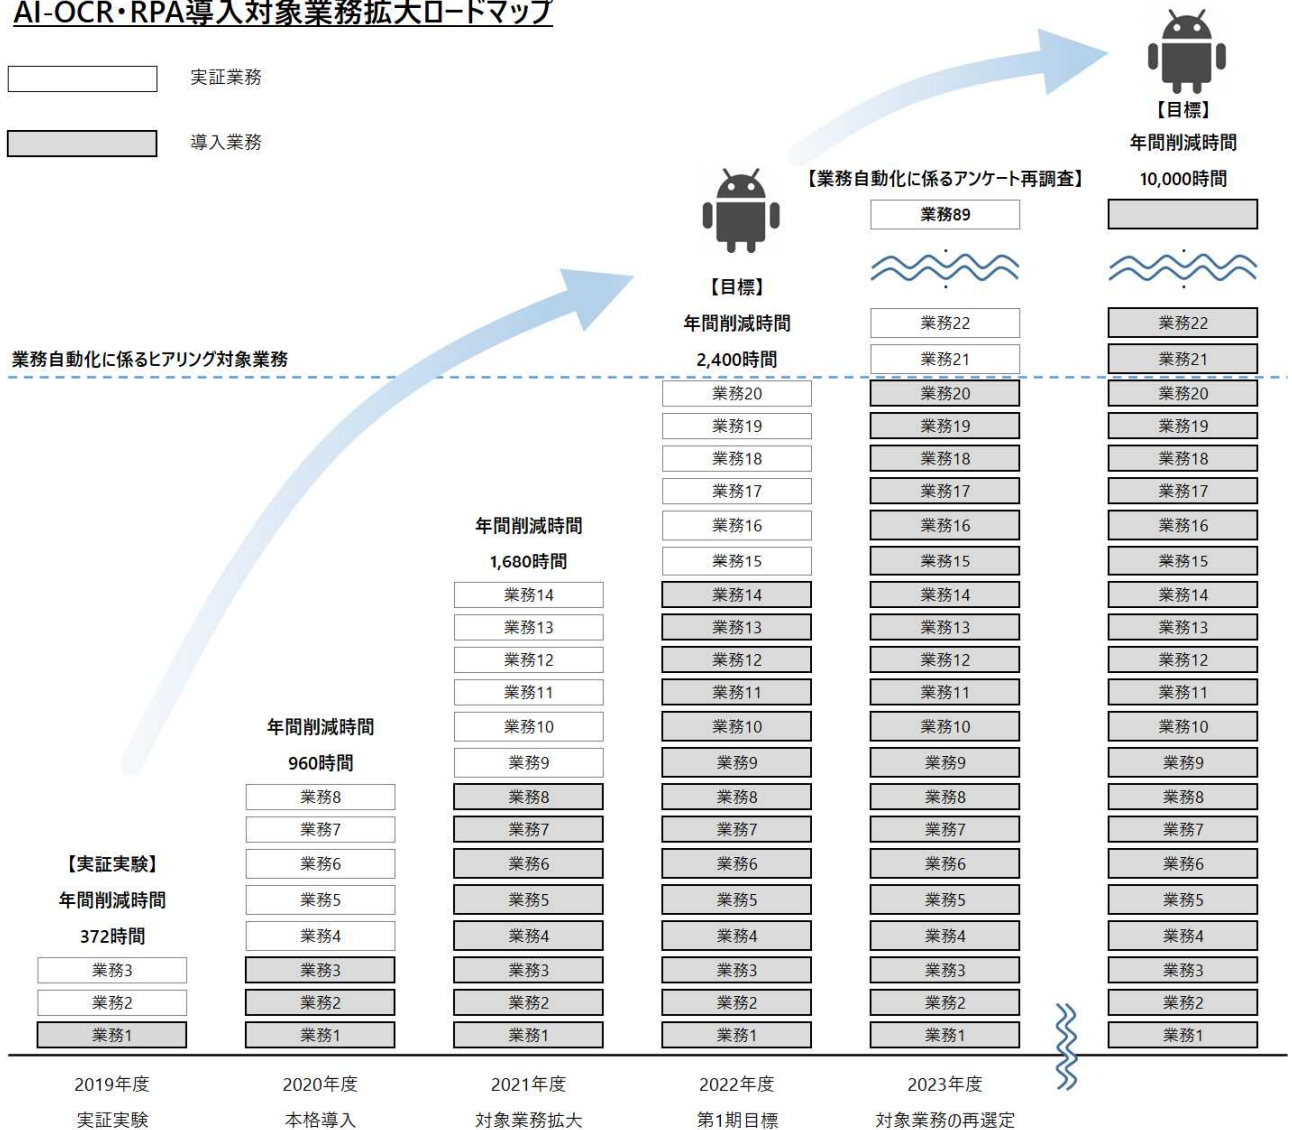 AI-OCR・RPA導入対象業務拡大ロードマップ
実証業務
導入業務
業務自動化に係るヒアリング対象業務
【実証実験】
年間削減時間
372時間
業務3
業務2
業務1
2019年度
実証実験
年間削減時間
960時間
業務8
業務7
業務6
業務5
業務4
業務3
業務2
業務1
2020年度
本格導入
年間削減時間
1,680時間
業務14
業務13
業務12
業務11
業務10
業務9
業務8
業務7
業務6
業務5
業務4
業務3
業務2
業務1
2021年度
対象業務拡大
【目標】
年間削減時間
2,400時間
業務20
業務19
業務18
業務17
業務16
業務15
業務14
業務13
業務12
業務11
業務10
業務9
業務8
業務7
業務6
業務5
業務4
業務3
業務2
業務1
2022年度
第1期目標
【業務自動化に係るアンケート再調査】
業務89
業務22
業務21
業務20
業務19
業務18
業務17
業務16
業務15
業務14
業務13
業務12
業務11
業務10
業務9
業務8
業務7
業務6
業務5
業務4
業務3
業務2
業務1
2023年度
対象業務の再選定
【目標】
年間削減時間
10,000時間
業務22
業務21
業務20
業務19
業務18
業務17
業務16
業務15
業務14
業務13
業務12
業務11
業務10
業務9
業務8
業務7
業務6
業務5
業務4
業務3
業務2
業務1